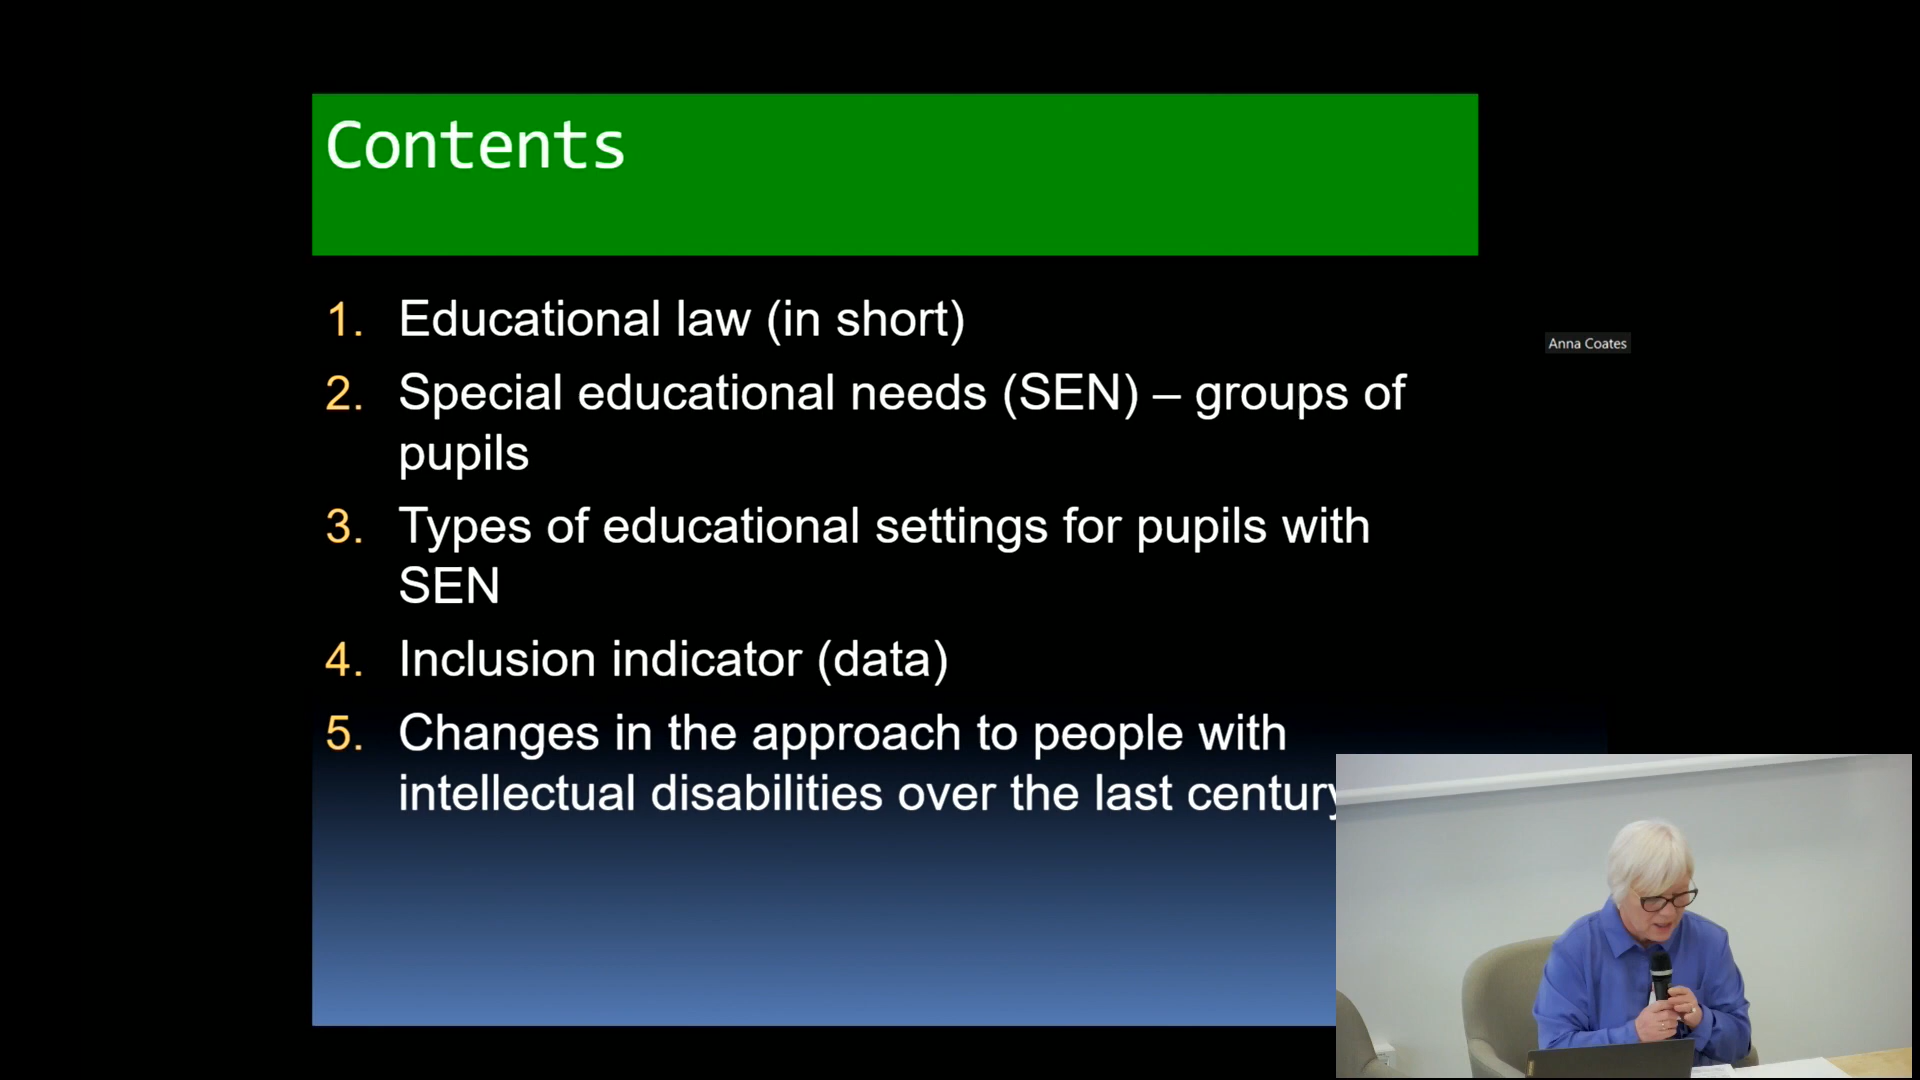 Contents
1. Educational law (in short)
2. Special educational needs (SEN) – groups of
pupils
3. Types of educational settings for pupils with
SEN
4. Inclusion indicator (data)
5. Changes in the approach to people with
intellectual disabilities over the last century
Anna Coates